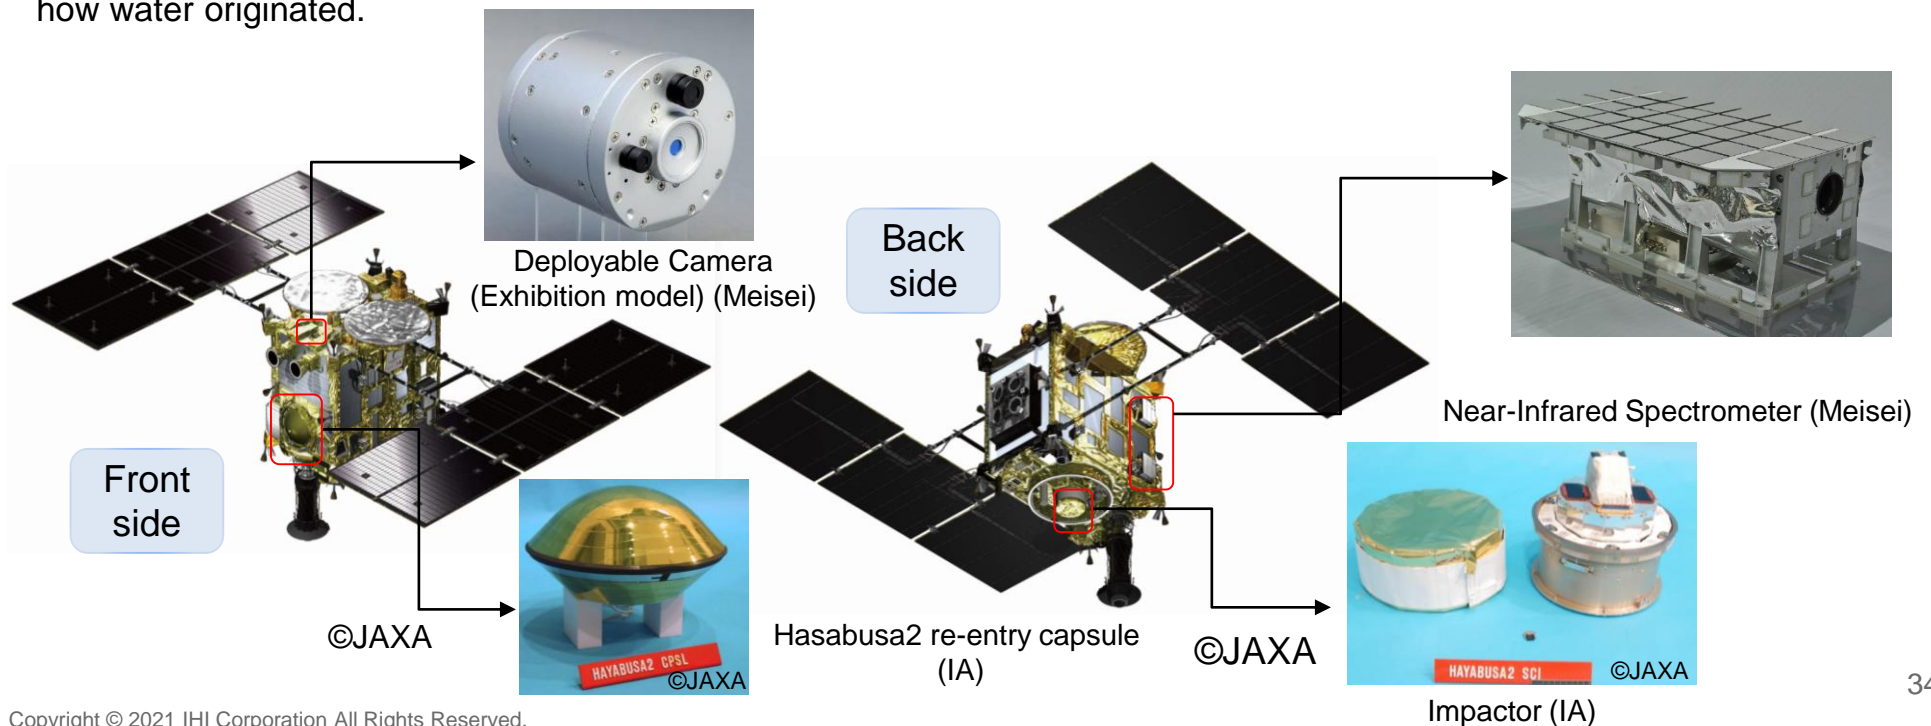 how water originated.
Deployable Camera
(Exhibition model) (Meisei)
Back
side
Near-Infrared Spectrometer (Meisei)
Front
side
©JAXA
HAYABUSA2 CPSL
©JAXA
Hasabusa2 re-entry capsule
(IA)
©JAXA
HAYABUSA2 SCI
©JAXA
Impactor (IA)
34
Copyright © 2021 IHI Corporation All Rights Reserved.